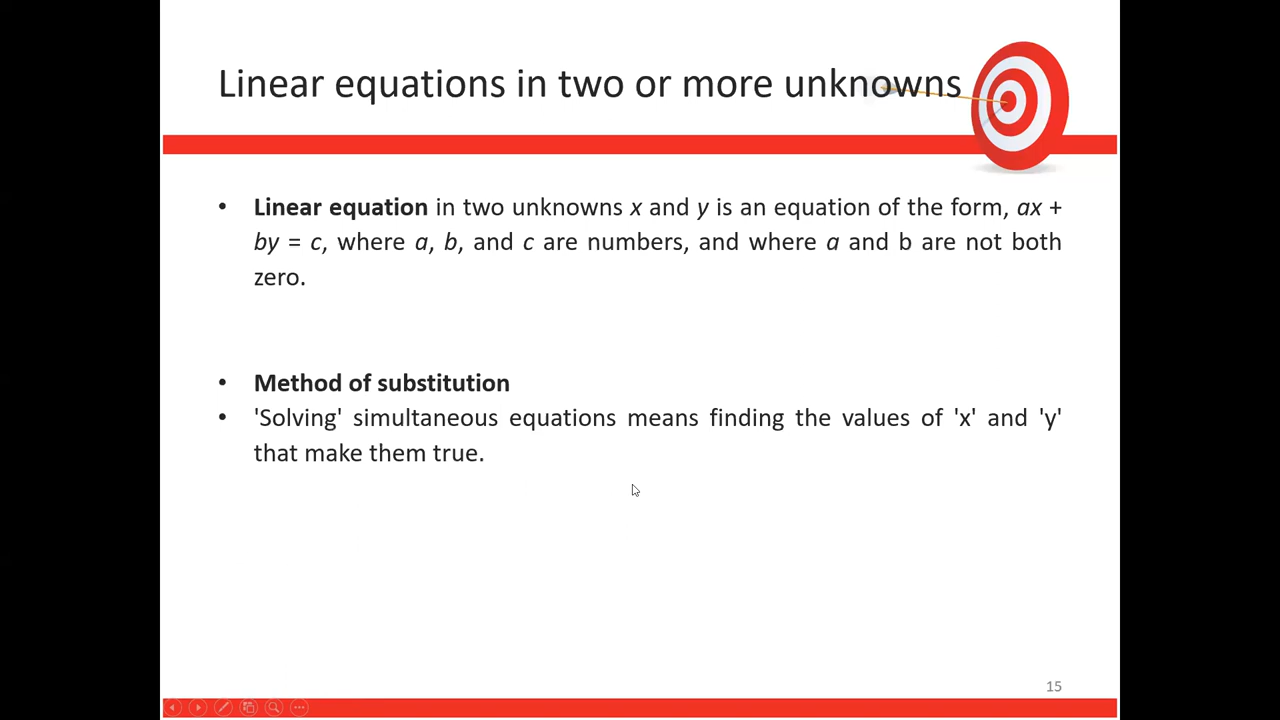 Linear equations in two or more unknowns
• Linear equation in two unknowns x and y is an equation of the form, ax +
by = c, where a, b, and c are numbers, and where a and b are not both
zero.
• Method of substitution
• 'Solving' simultaneous equations means finding the values of 'x' and 'y'
that make them true.
15